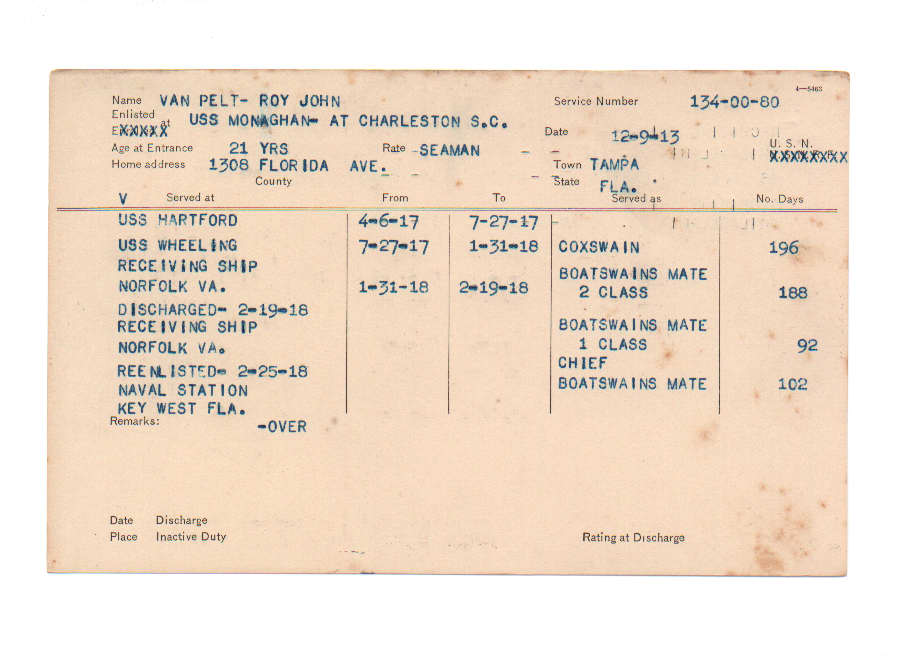 4—5463
Name VAN PELT- ROY JOHN Service Number 134-00-80
Enlisted
EXXXXX at USS MONAGHAN- AT CHARLESTON S.C. Date 12-9-13 U. S. N.
Age at Entrance 21 YRS Rate -SEAMAN - - XXXXXXXX
Home address 1308 FLORIDA AVE. Town TAMPA
County State FLA.
V Served at From To Served as No. Days
USS HARTFORD 4-6-17 7-27-17
USS WHEELING 7-27-17 1-31-18 COXSWAIN 196
RECEIVING SHIP BOATSWAINS MATE
NORFOLK VA. 1-31-18 2-19-18 2 CLASS 188
DISCHARGED- 2-19-18
RECEIVING SHIP BOATSWAINS MATE
NORFOLK VA. 1 CLASS 92
REENLISTED- 2-25-18 CHIEF
NAVAL STATION BOATSWAINS MATE 102
KEY WEST FLA.
Remarks: -OVER
Date Discharge
Place Inactive Duty Rating at Discharge